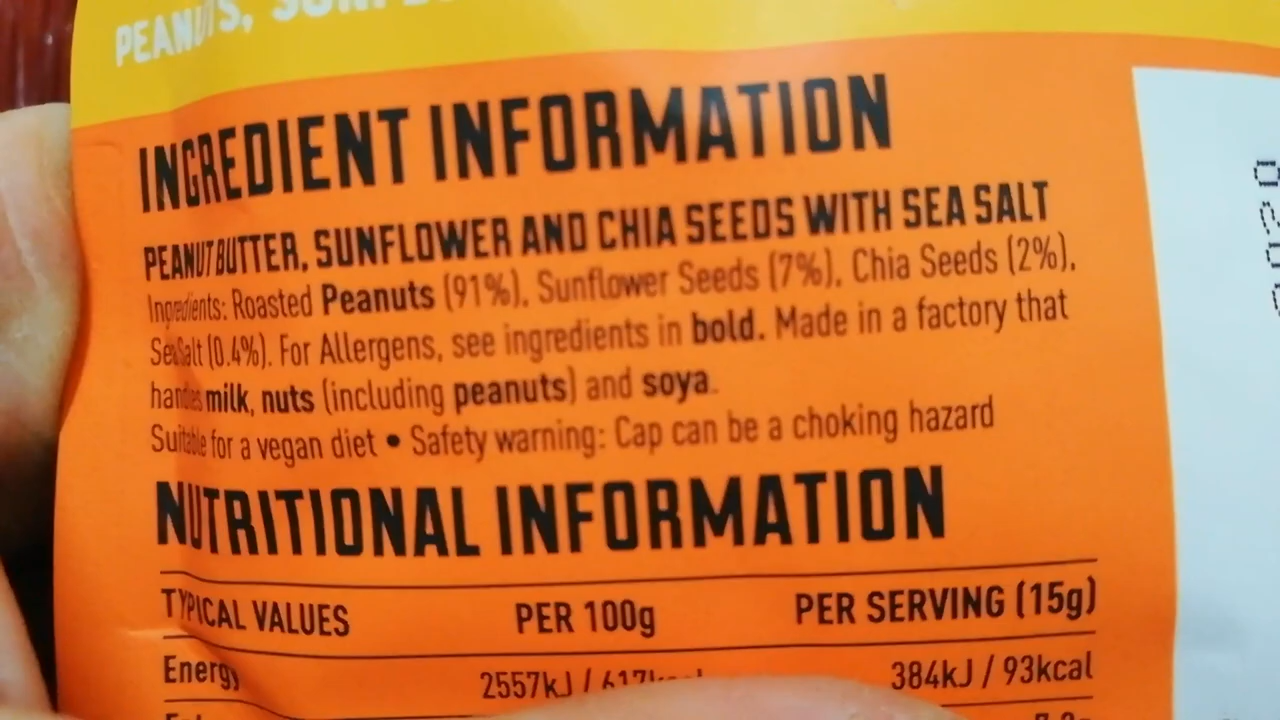 PEANUTS,
INGREDIENT INFORMATION
PEANUT BUTTER, SUNFLOWER AND CHIA SEEDS WITH SEA SALT
Ingredients: Roasted Peanuts (91%), Sunflower Seeds (7%), Chia Seeds (2%),
Sea Salt (0.4%). For Allergens, see ingredients in bold. Made in a factory that
handles milk, nuts (including peanuts) and soya.
Suitable for a vegan diet • Safety warning: Cap can be a choking hazard
NUTRITIONAL INFORMATION
TYPICAL VALUES PER 100g PER SERVING (15g)
Energy 2557kJ / 384kJ / 93kcal